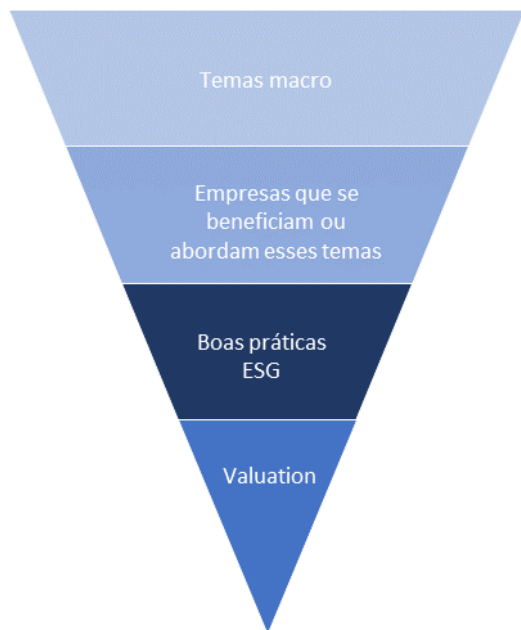 Temas macro
Empresas que se
beneficiam ou
abordam esses temas
Boas práticas
ESG
Valuation